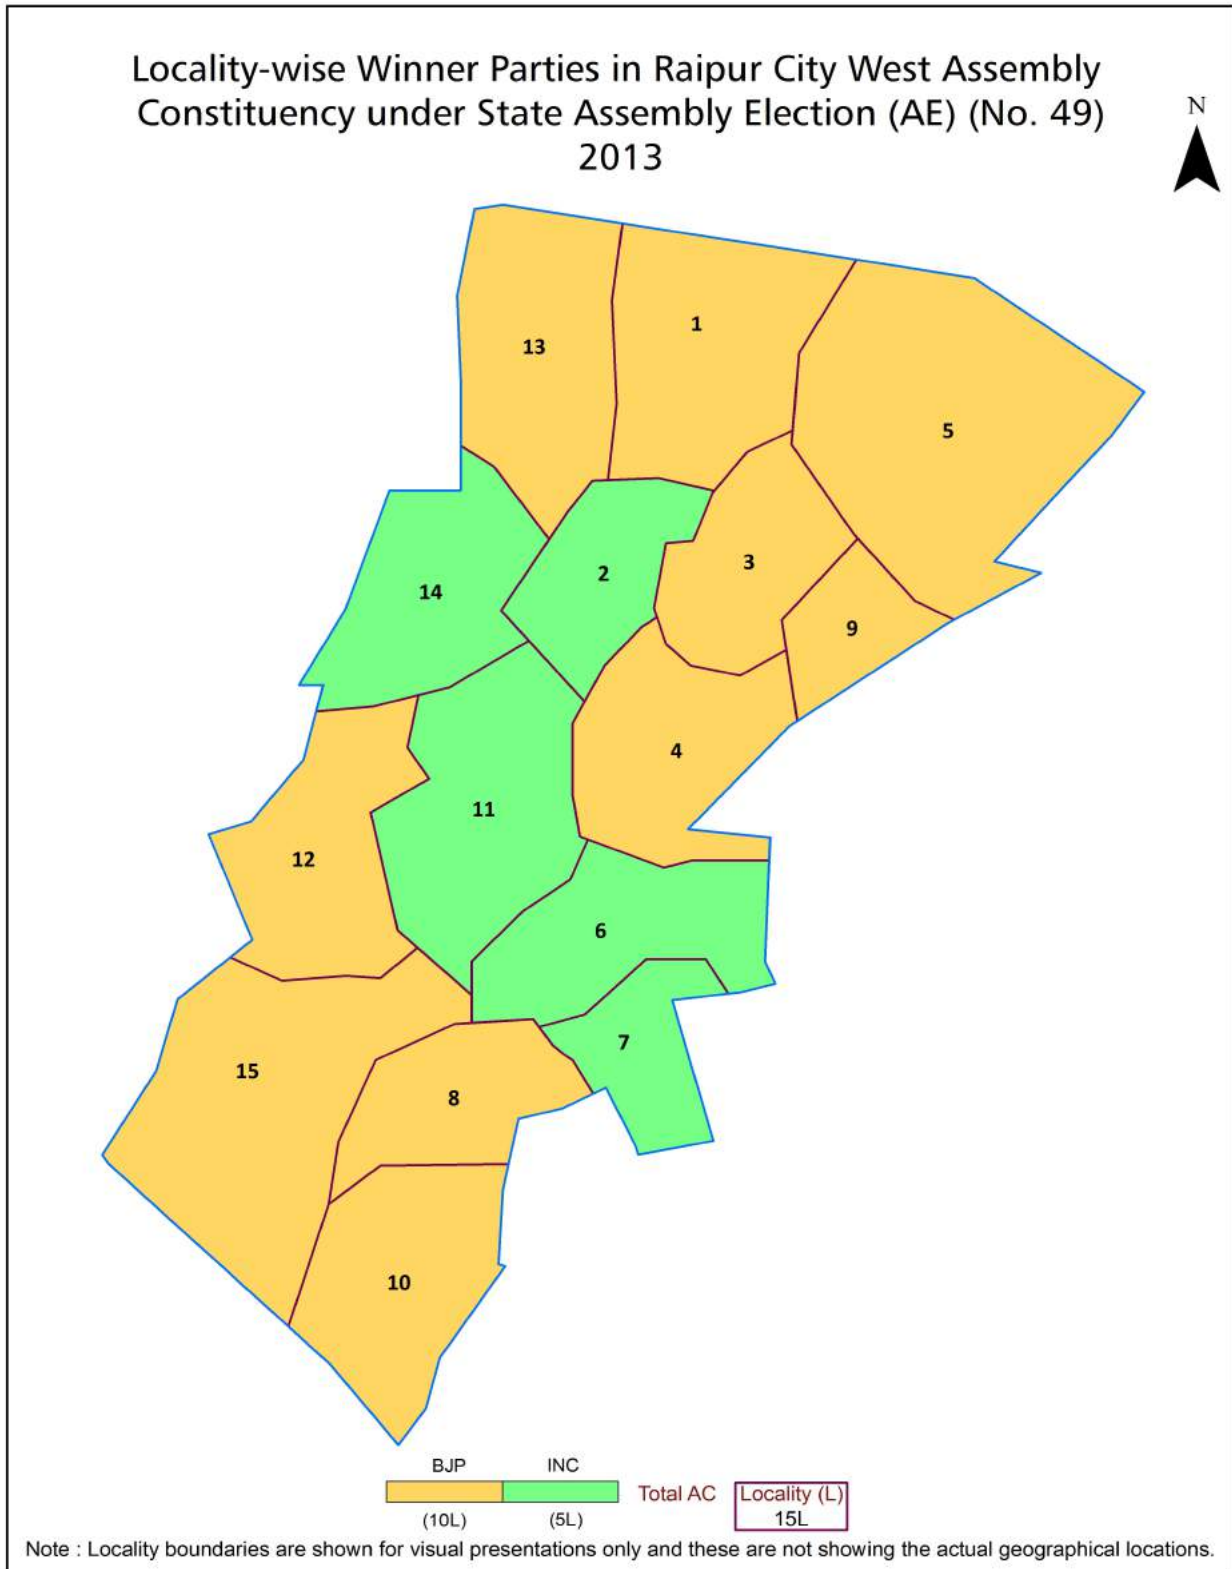 Locality-wise Winner Parties in Raipur City West Assembly
Constituency under State Assembly Election (AE) (No. 49)
2013
N
13
1
5
2
3
14
9
4
11
12
6
7
15
8
10
BJP
INC
Total AC
Locality (L)
(10L)
(5L)
15L
Note : Locality boundaries are shown for visual presentations only and these are not showing the actual geographical locations.